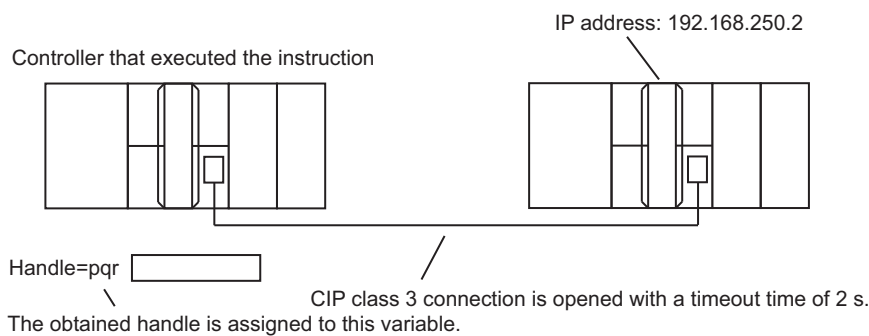 IP address: 192.168.250.2
Controller that executed the instruction
Handle=pqr
CIP class 3 connection is opened with a timeout time of 2 s.
The obtained handle is assigned to this variable.